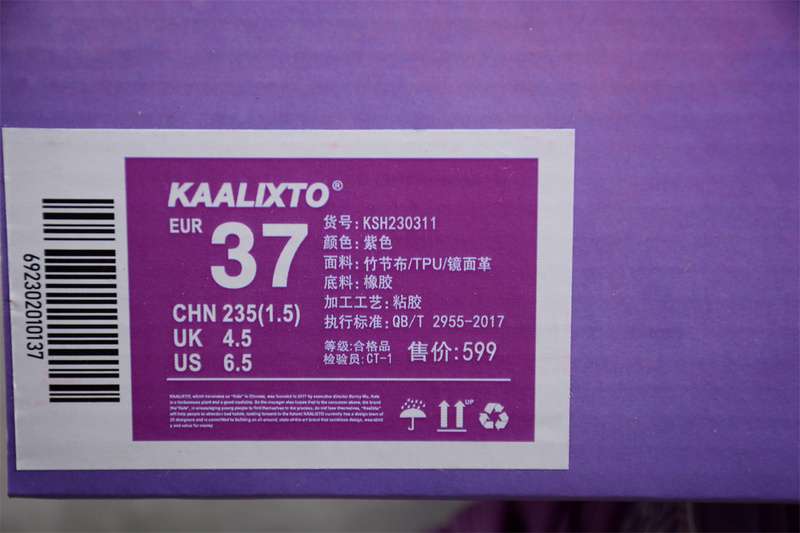 KAALIXTO®
EUR 37
CHN 235(1.5)
UK 4.5
US 6.5
货号: KSH230311
颜色: 紫色
面料: 竹节布/TPU/镜面革
底料: 橡胶
加工工艺: 粘胶
执行标准: QB/T 2955-2017
等级: 合格品
检验员: CT-1
售价: 599
UP
692302010137